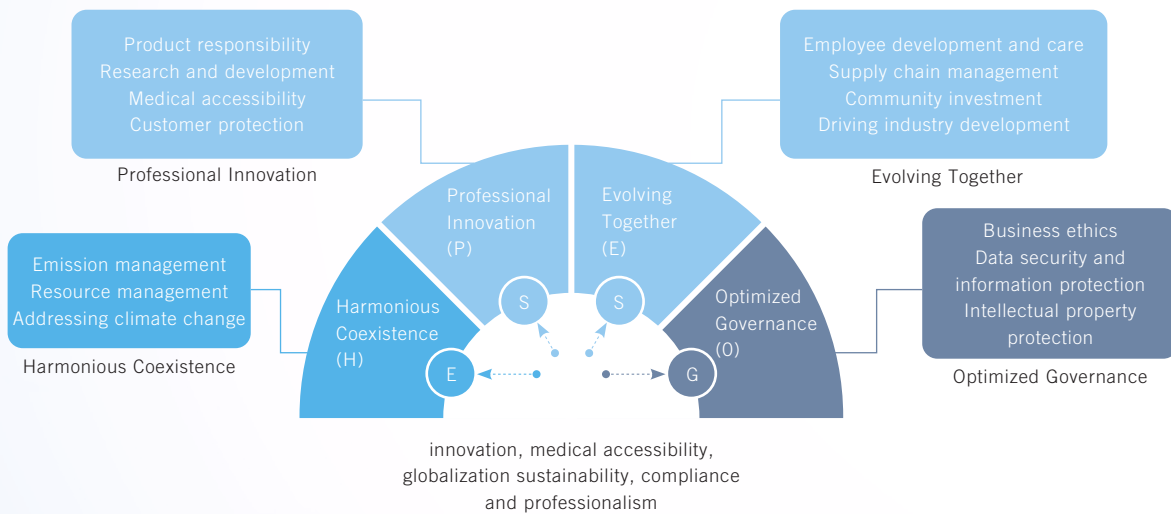 Product responsibility
Research and development
Medical accessibility
Customer protection
Professional Innovation
Employee development and care
Supply chain management
Community investment
Driving industry development
Evolving Together
Emission management
Resource management
Addressing climate change
Harmonious Coexistence
Business ethics
Data security and
information protection
Intellectual property
protection
Optimized Governance
Harmonious
Coexistence
(H)
E
Professional
Innovation
(P)
S
Evolving
Together
(E)
S
Optimized
Governance
(O)
G
innovation, medical accessibility,
globalization sustainability, compliance
and professionalism